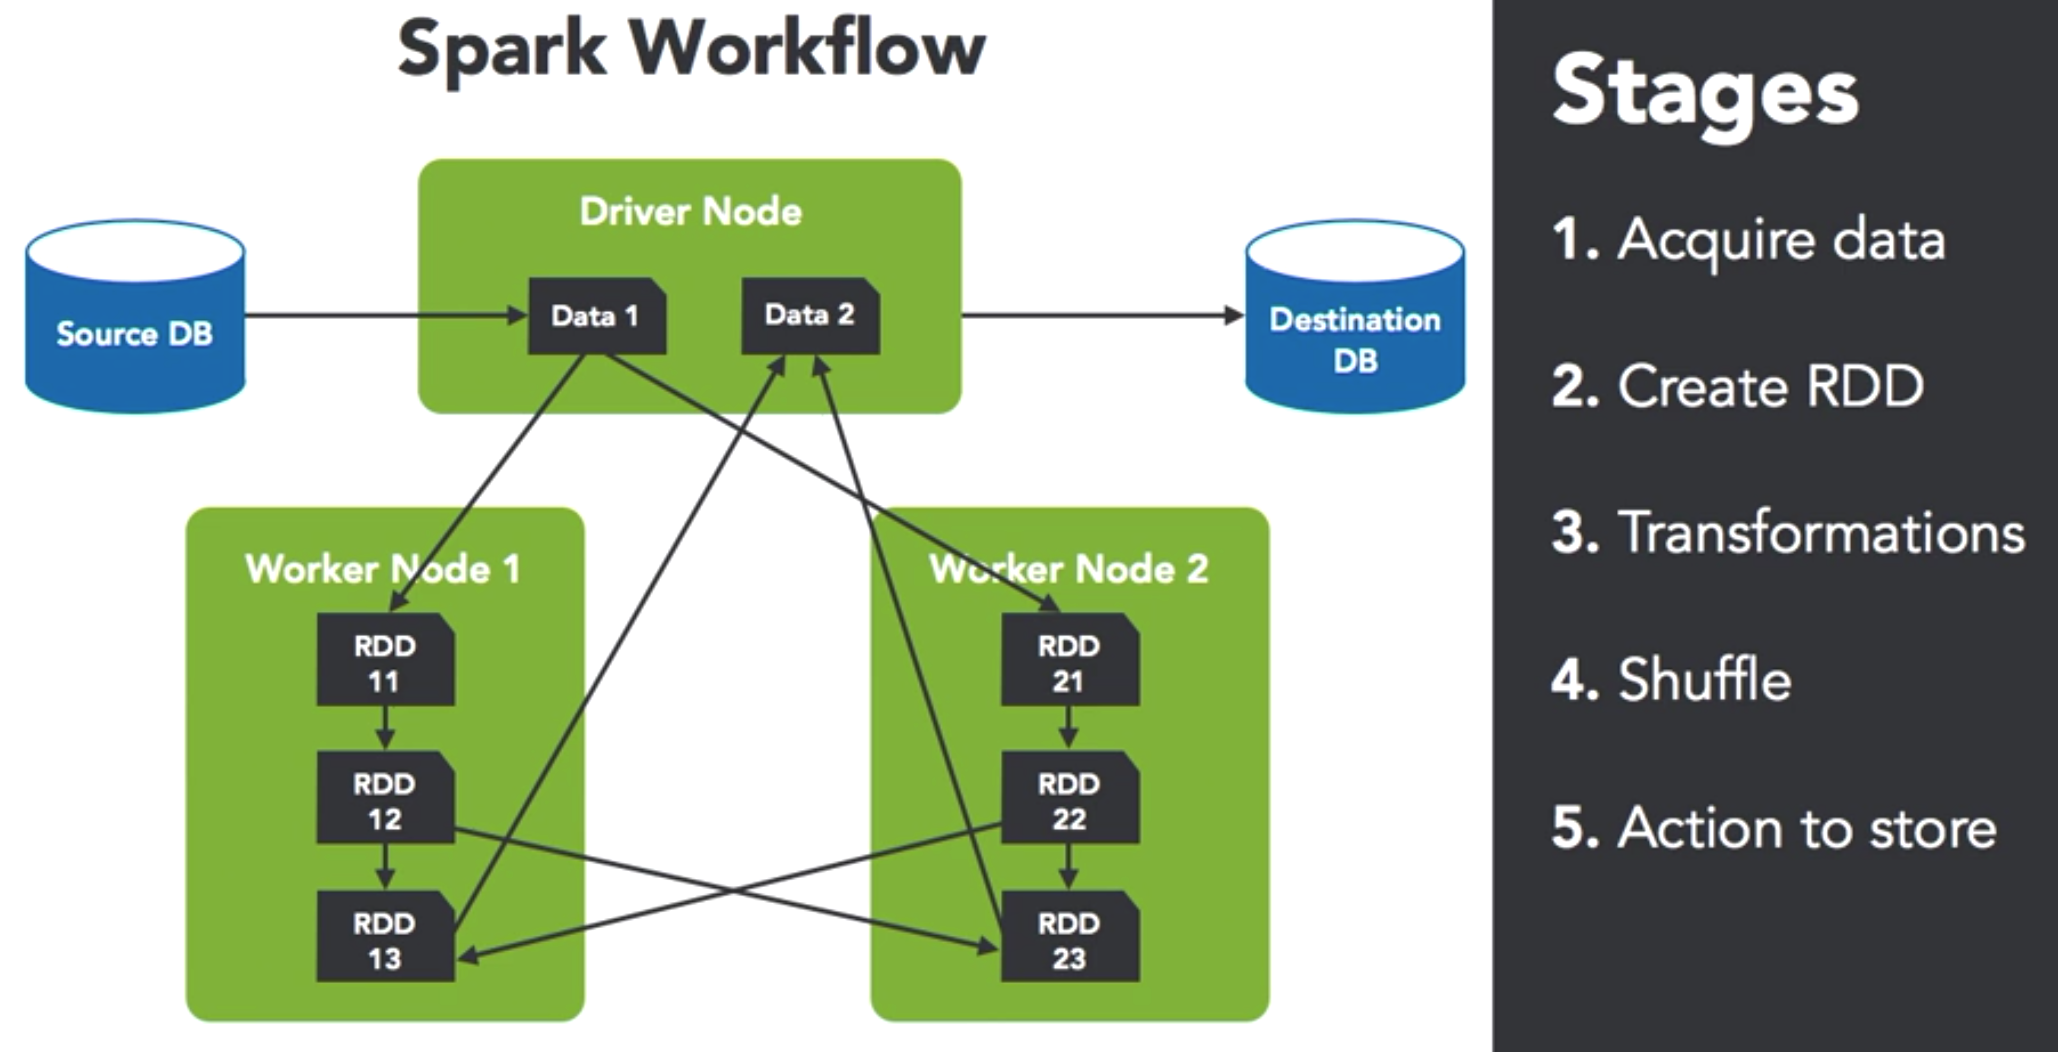 Spark Workflow
Driver Node
Data 1
Data 2
Source DB
Destination
DB
Worker Node 1
RDD
11
RDD
12
RDD
13
Worker Node 2
RDD
21
RDD
22
RDD
23
Stages
1. Acquire data
2. Create RDD
3. Transformations
4. Shuffle
5. Action to store